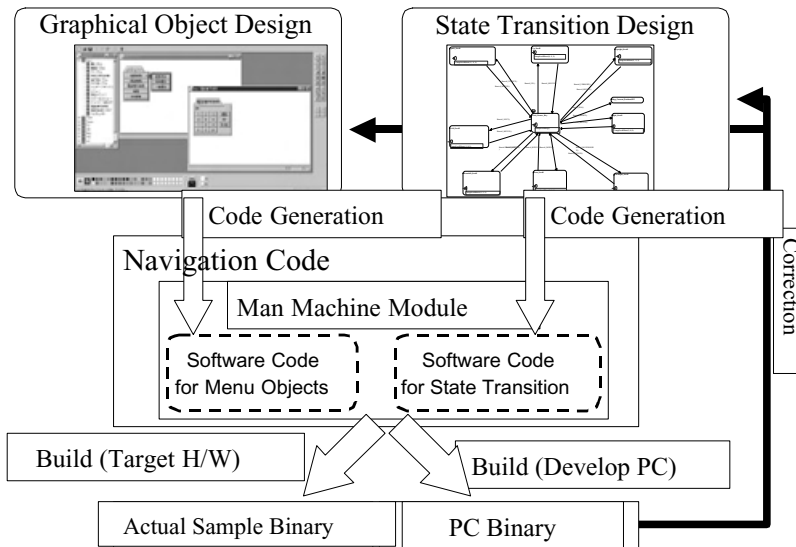 Graphical Object Design
State Transition Design
Code Generation
Code Generation
Correction
Navigation Code
Man Machine Module
Software Code
for Menu Objects
Software Code
for State Transition
Build (Target H/W)
Build (Develop PC)
Actual Sample Binary
PC Binary